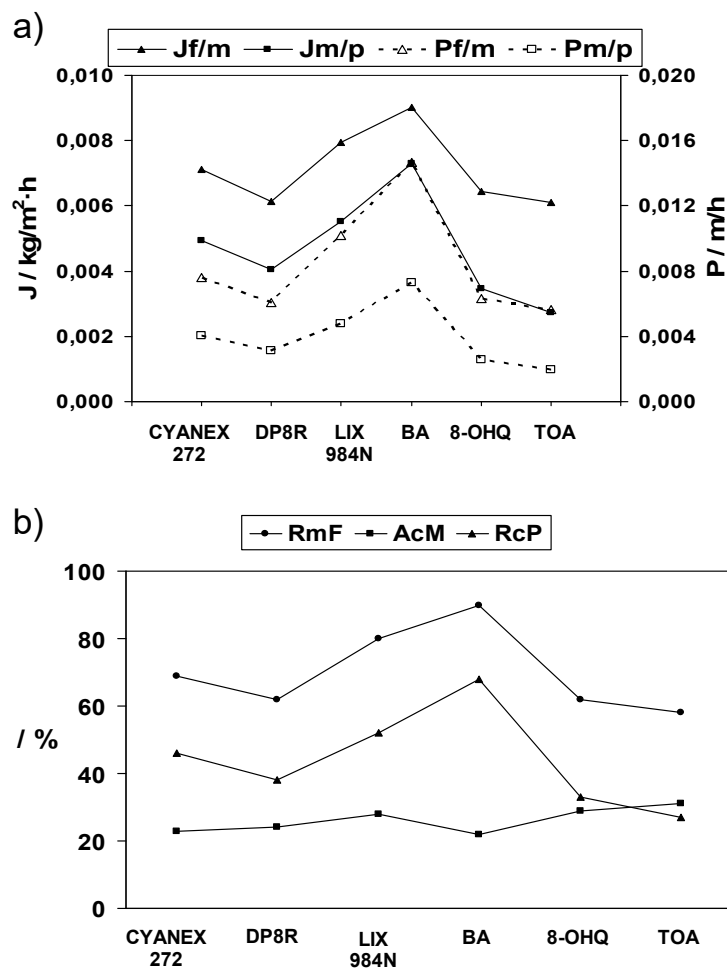 a)
Jf/m Jm/p Pf/m Pm/p
0,010 0,020
0,008 0,016
0,006 0,012
0,004 0,008
0,002 0,004
0,000 0,000
J / kg/m²·h
P / m/h
CYANEX DP8R LIX BA 8-OHQ TOA
272 984N
b)
RmF AcM RcP
100
80
60
/ %
40
20
0
CYANEX DP8R LIX BA 8-OHQ TOA
272 984N